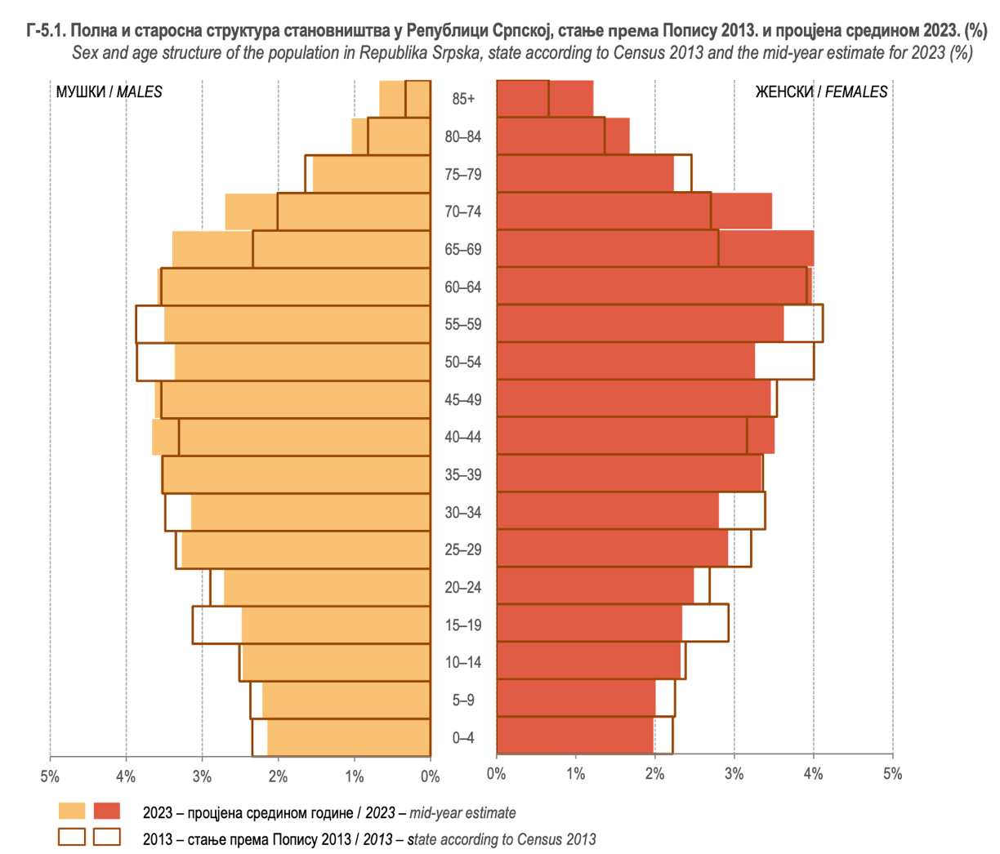 Г-5.1. Полна и старосна структура становништва у Републици Српској, стање према Попису 2013. и процјена средином 2023. (%)
Sex and age structure of the population in Republika Srpska, state according to Census 2013 and the mid-year estimate for 2023 (%)
МУШКИ / MALES
ЖЕНСКИ / FEMALES
85+
80–84
75–79
70–74
65–69
60–64
55–59
50–54
45–49
40–44
35–39
30–34
25–29
20–24
15–19
10–14
5–9
0–4
5% 4% 3% 2% 1% 0% 0% 1% 2% 3% 4% 5%
2023 – процјена средином године / 2023 – mid-year estimate
2013 – стање према Попису 2013 / 2013 – state according to Census 2013